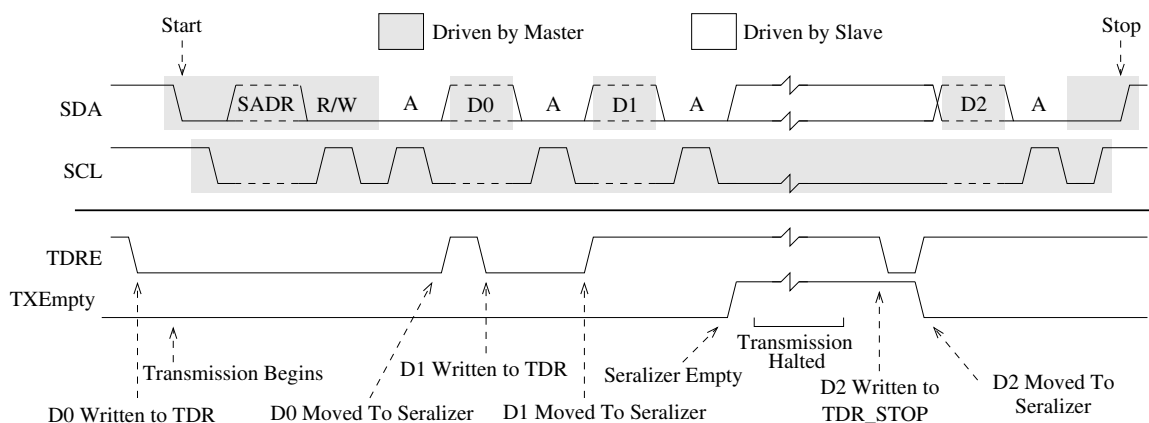 Start
Driven by Master
Driven by Slave
Stop
SDA
SADR
R/W
A
D0
A
D1
A
D2
A
SCL
TDRE
TXEmpty
Transmission Begins
D0 Written to TDR
D0 Moved To Seralizer
D1 Written to TDR
D1 Moved To Seralizer
Seralizer Empty
Transmission
Halted
D2 Written to
TDR_STOP
D2 Moved To
Seralizer